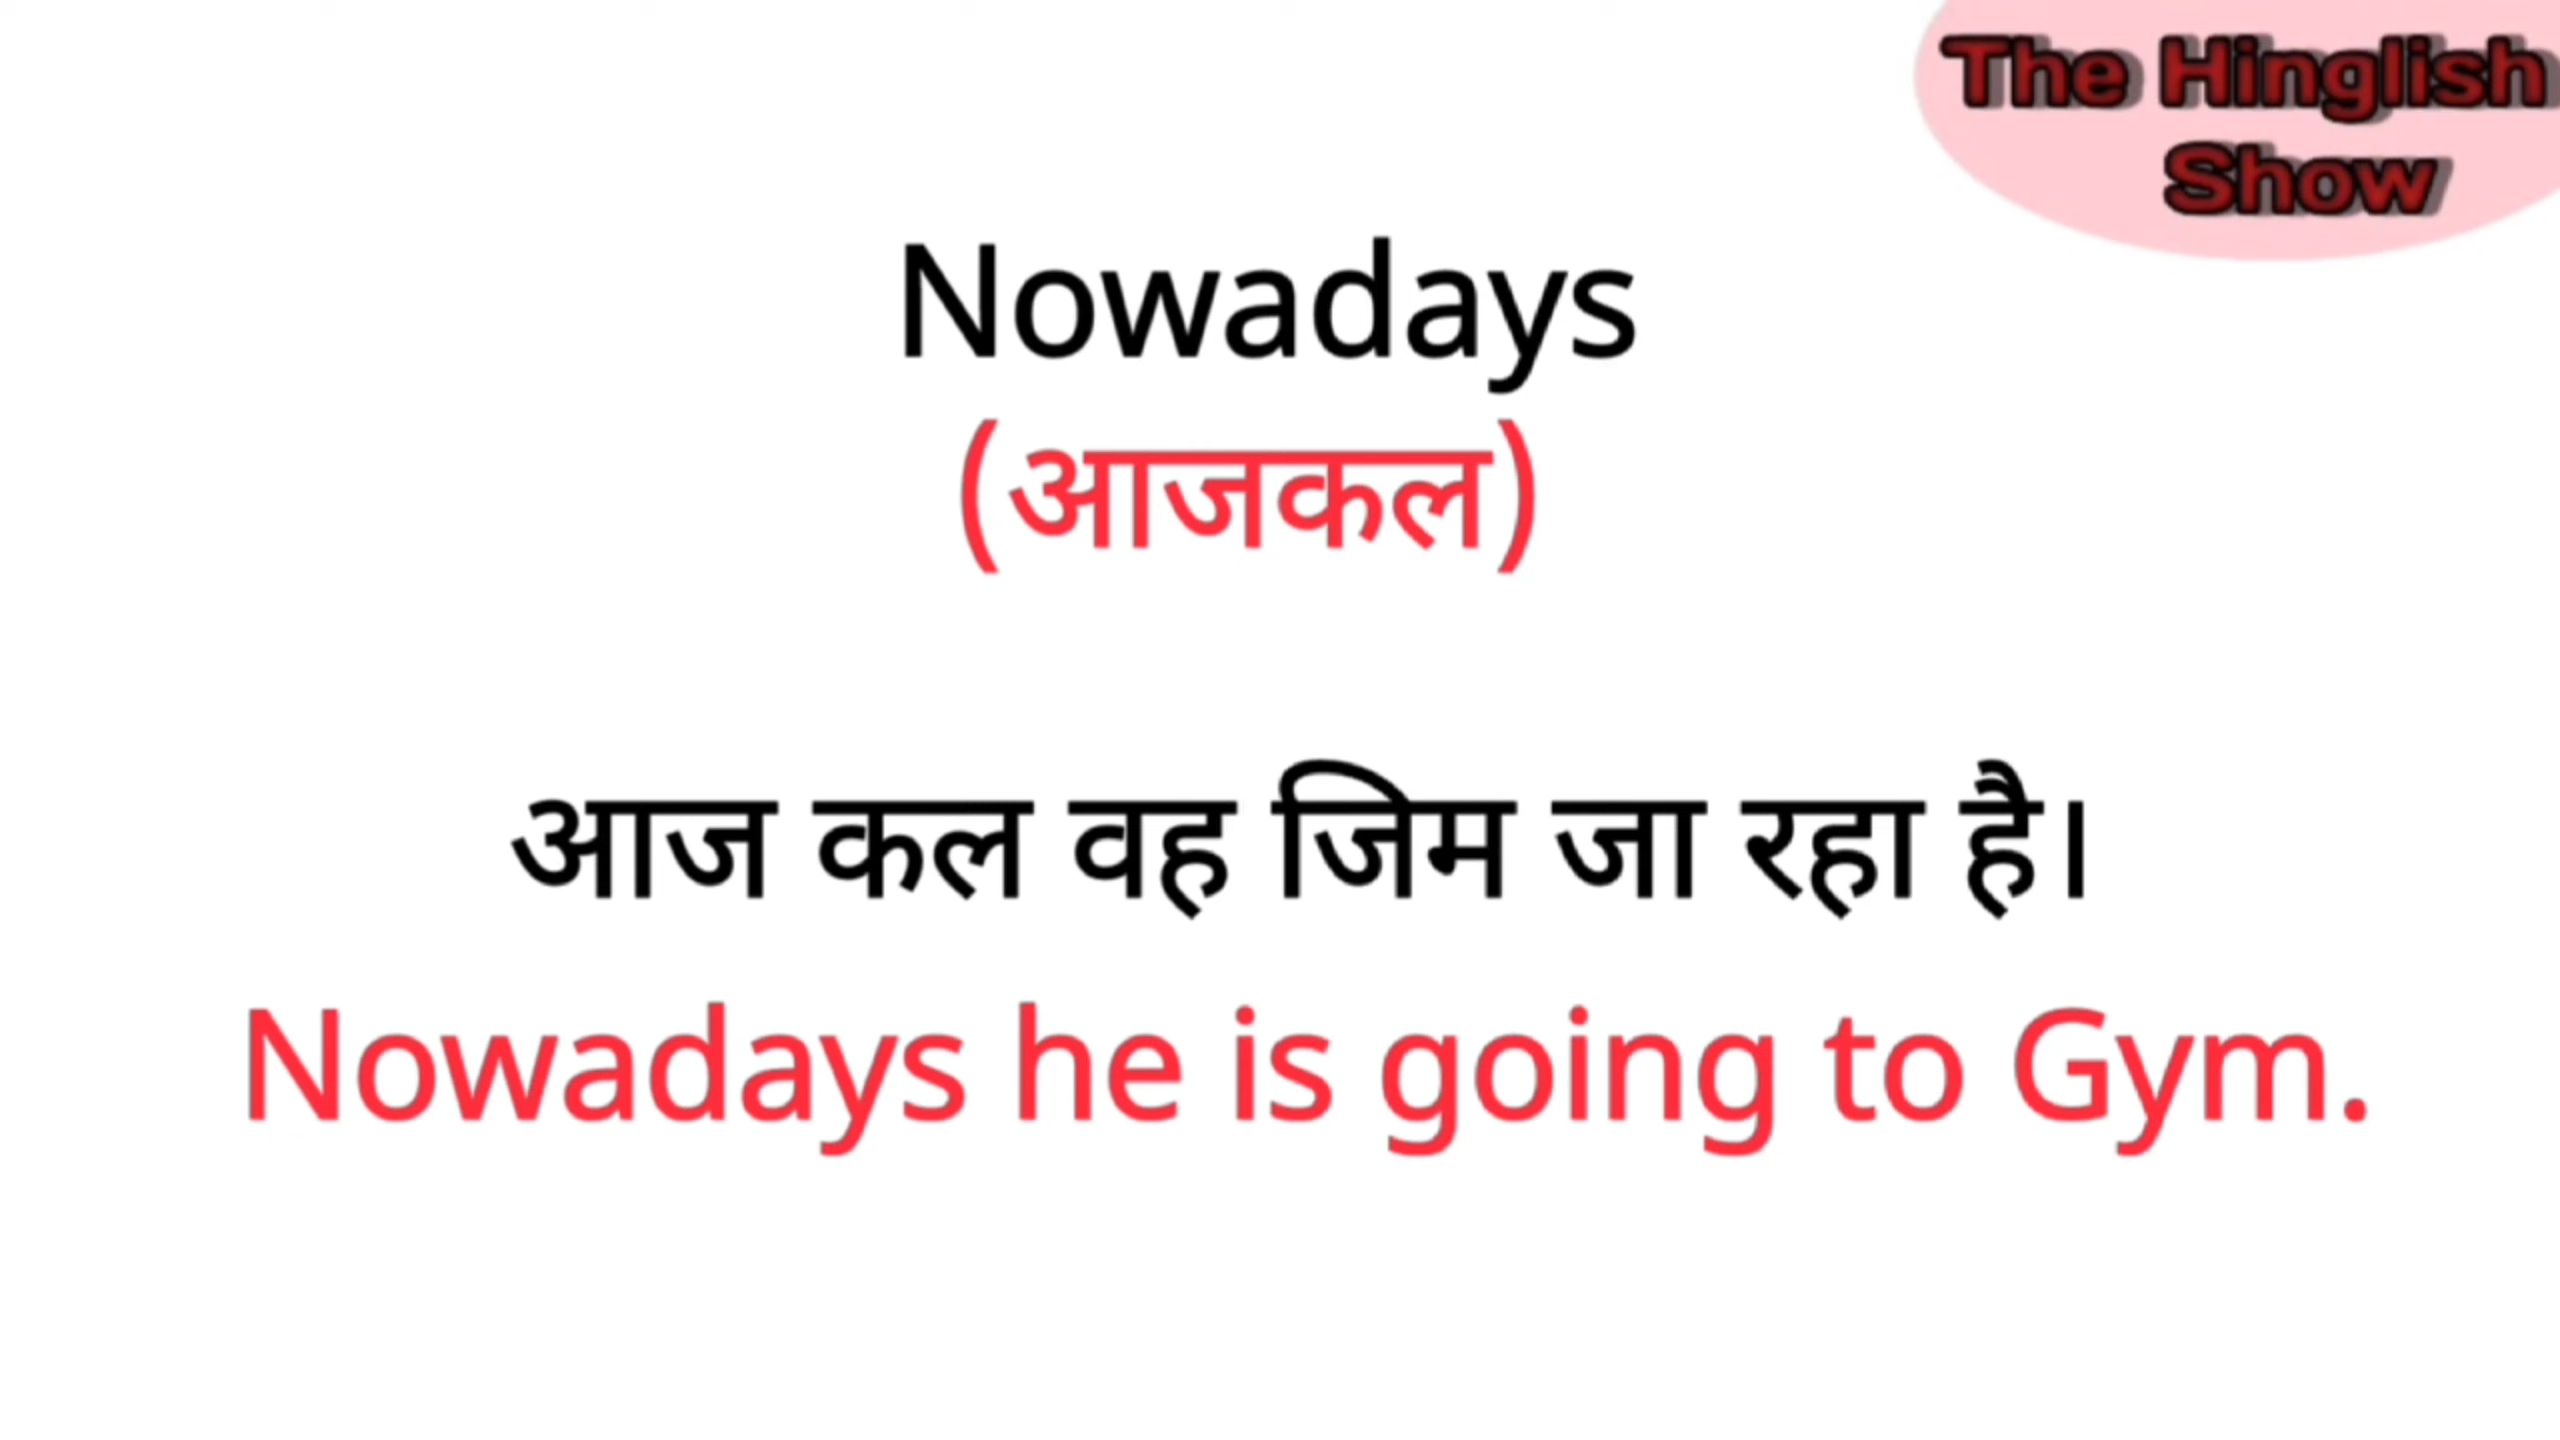 The Hinglish
Show
Nowadays
(आजकल)
आज कल वह जिम जा रहा है।
Nowadays he is going to Gym.